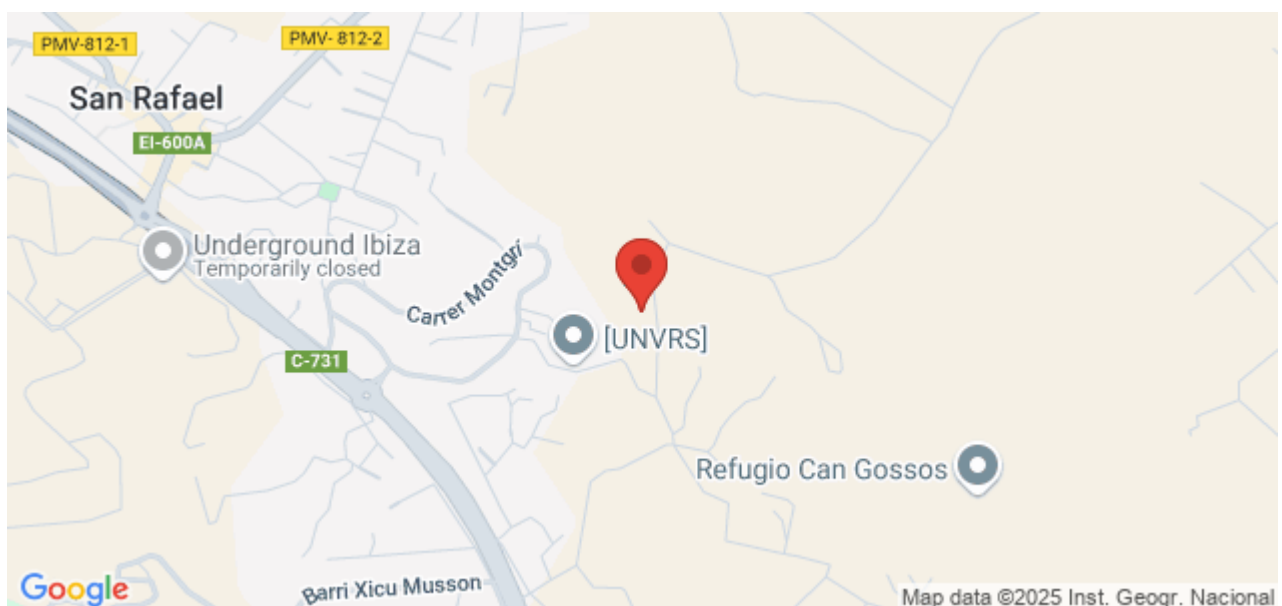 PMV-812-1
PMV- 812-2
San Rafael
EI-600A
Underground Ibiza
Temporarily closed
Carrer Montgrí
[UNVRS]
C-731
Refugio Can Gossos
Barri Xicu Musson
Google
Map data ©2025 Inst. Geogr. Nacional